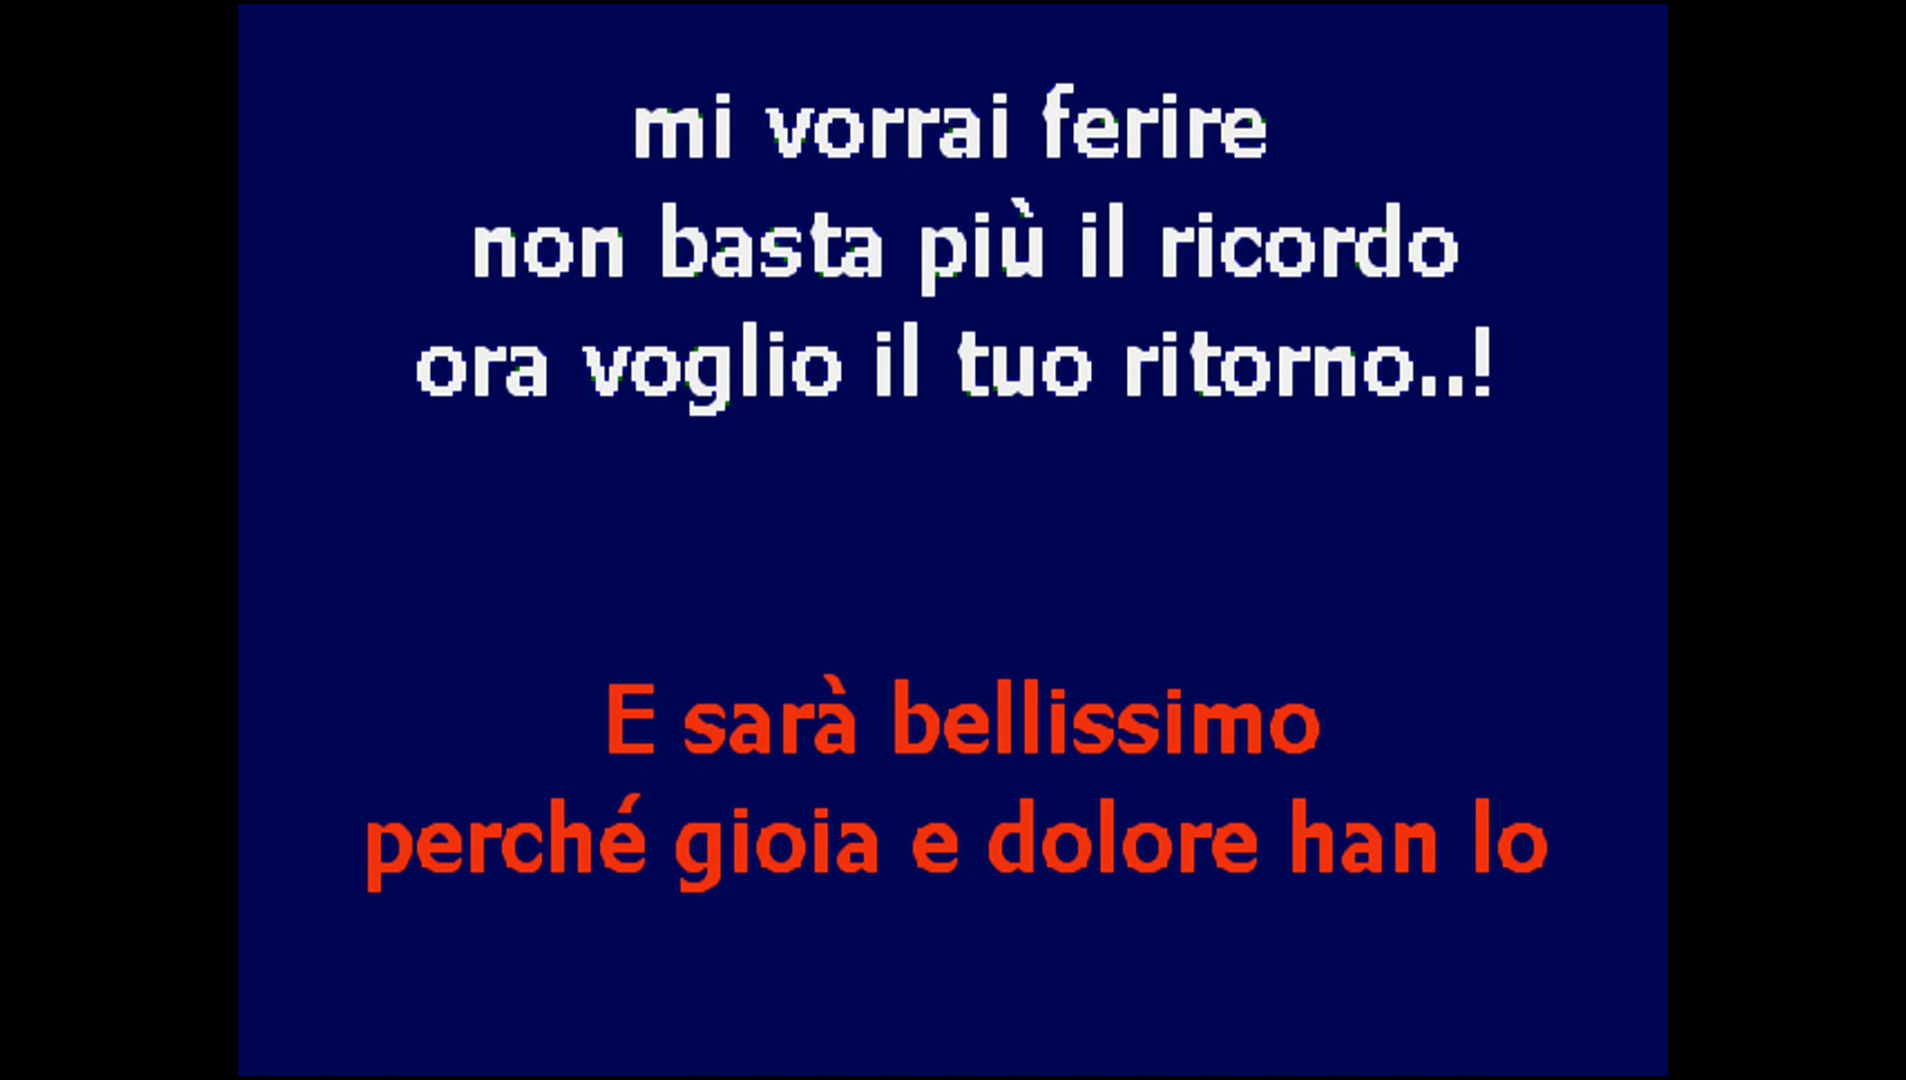 mi vorrai ferire
non basta più il ricordo
ora voglio il tuo ritorno..!
E sarà bellissimo
perché gioia e dolore han lo